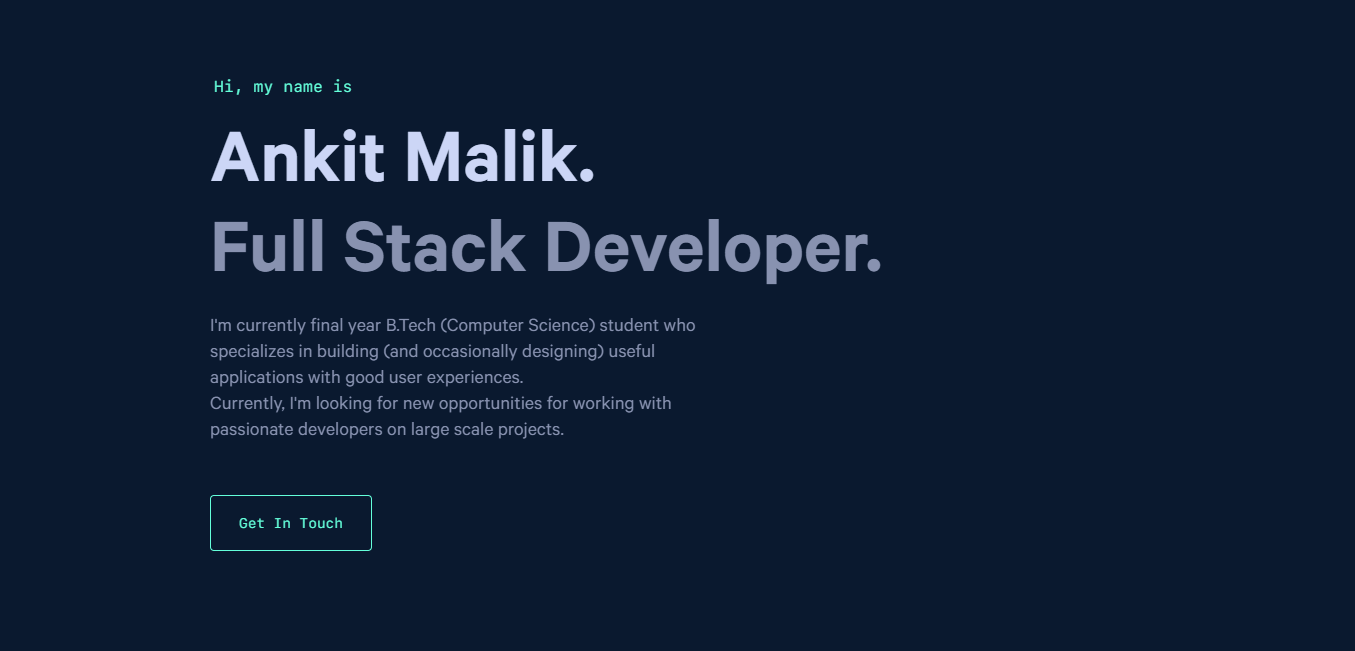 Hi, my name is
Ankit Malik.
Full Stack Developer.
I'm currently final year B.Tech (Computer Science) student who
specializes in building (and occasionally designing) useful
applications with good user experiences.
Currently, I'm looking for new opportunities for working with
passionate developers on large scale projects.
Get In Touch